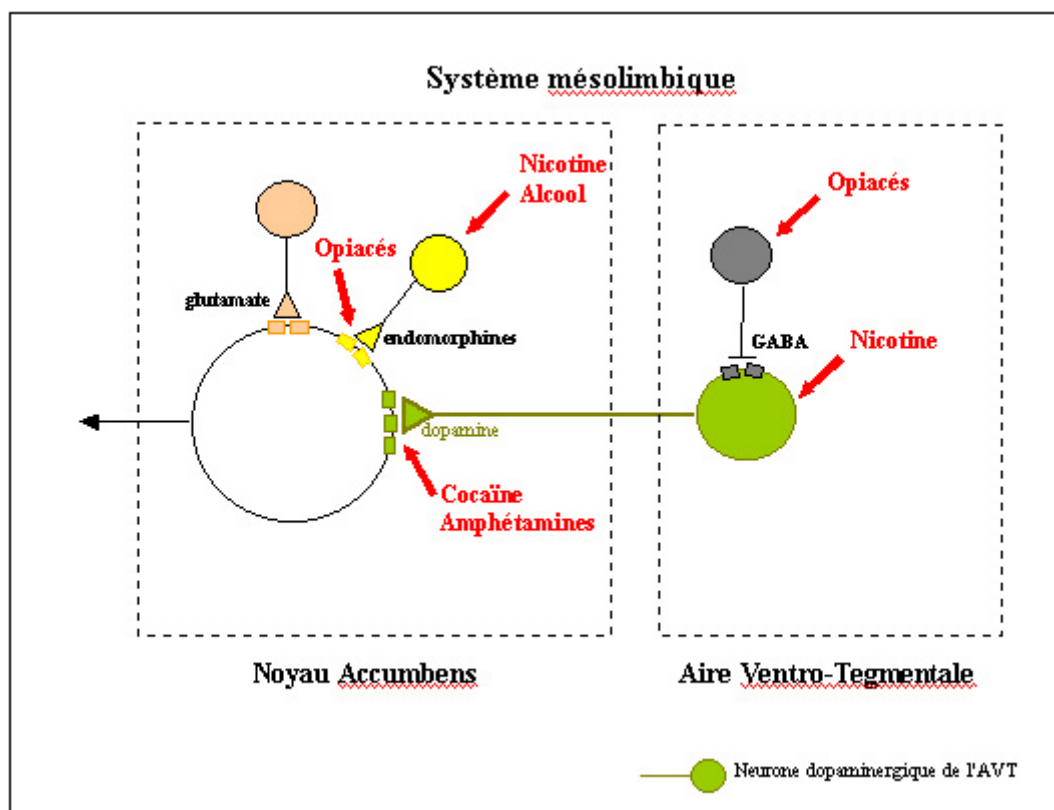 Système mésolimbique
Nicotine
Alcool
Opiacés
Opiacés
glutamate
endomorphines
GABA
Nicotine
dopamine
Cocaïne
Amphétamines
Noyau Accumbens
Aire Ventro-Tegmentale
Neurone dopaminergique de l'AVT